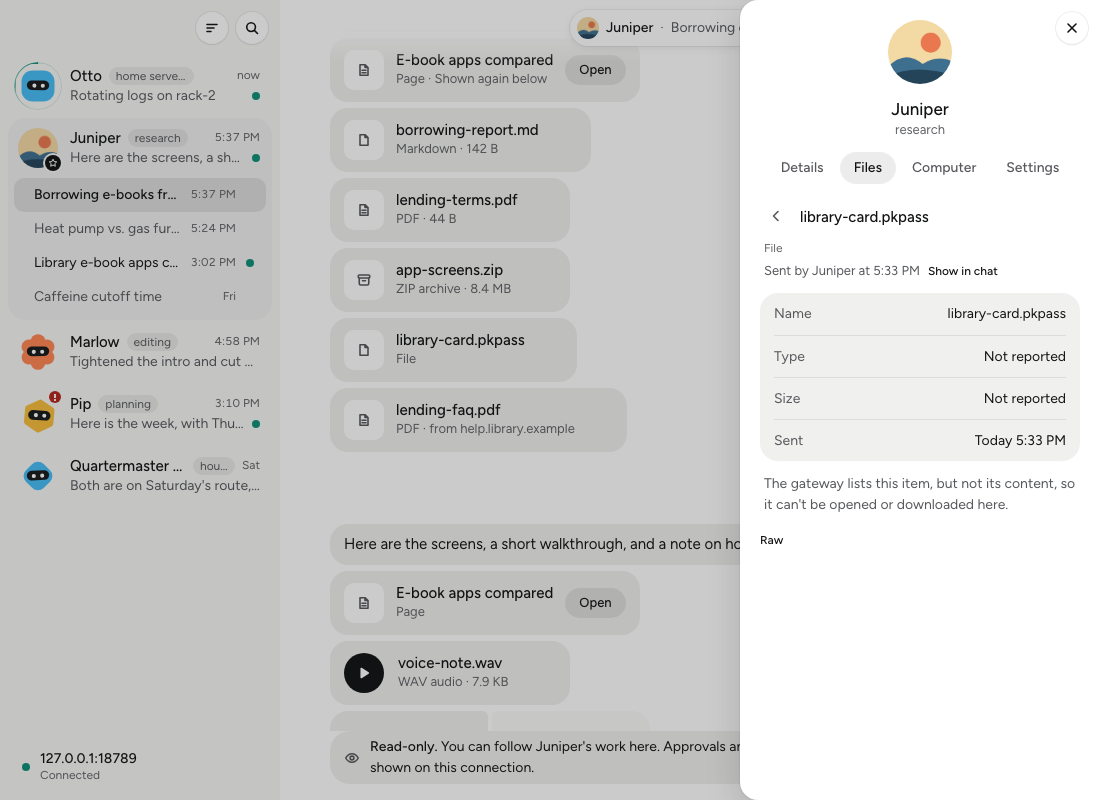 Otto home serve... now
Rotating logs on rack-2
Juniper research 5:37 PM
Here are the screens, a sh...
Borrowing e-books fr... 5:37 PM
Heat pump vs. gas fur... 5:24 PM
Library e-book apps c... 3:02 PM
Caffeine cutoff time Fri
Marlow editing 4:58 PM
Tightened the intro and cut ...
Pip planning 3:10 PM
Here is the week, with Thu...
Quartermaster ... hou... Sat
Both are on Saturday's route,...
127.0.0.1:18789
Connected
Juniper · Borrowing
E-book apps compared
Page · Shown again below
Open
borrowing-report.md
Markdown · 142 B
lending-terms.pdf
PDF · 44 B
app-screens.zip
ZIP archive · 8.4 MB
library-card.pkpass
File
lending-faq.pdf
PDF · from help.library.example
Here are the screens, a short walkthrough, and a note on
E-book apps compared
Page
Open
voice-note.wav
WAV audio · 7.9 KB
Read-only. You can follow Juniper's work here. Approvals
shown on this connection.
Juniper
research
Details Files Computer Settings
library-card.pkpass
File
Sent by Juniper at 5:33 PM Show in chat
Name library-card.pkpass
Type Not reported
Size Not reported
Sent Today 5:33 PM
The gateway lists this item, but not its content, so
it can't be opened or downloaded here.
Raw